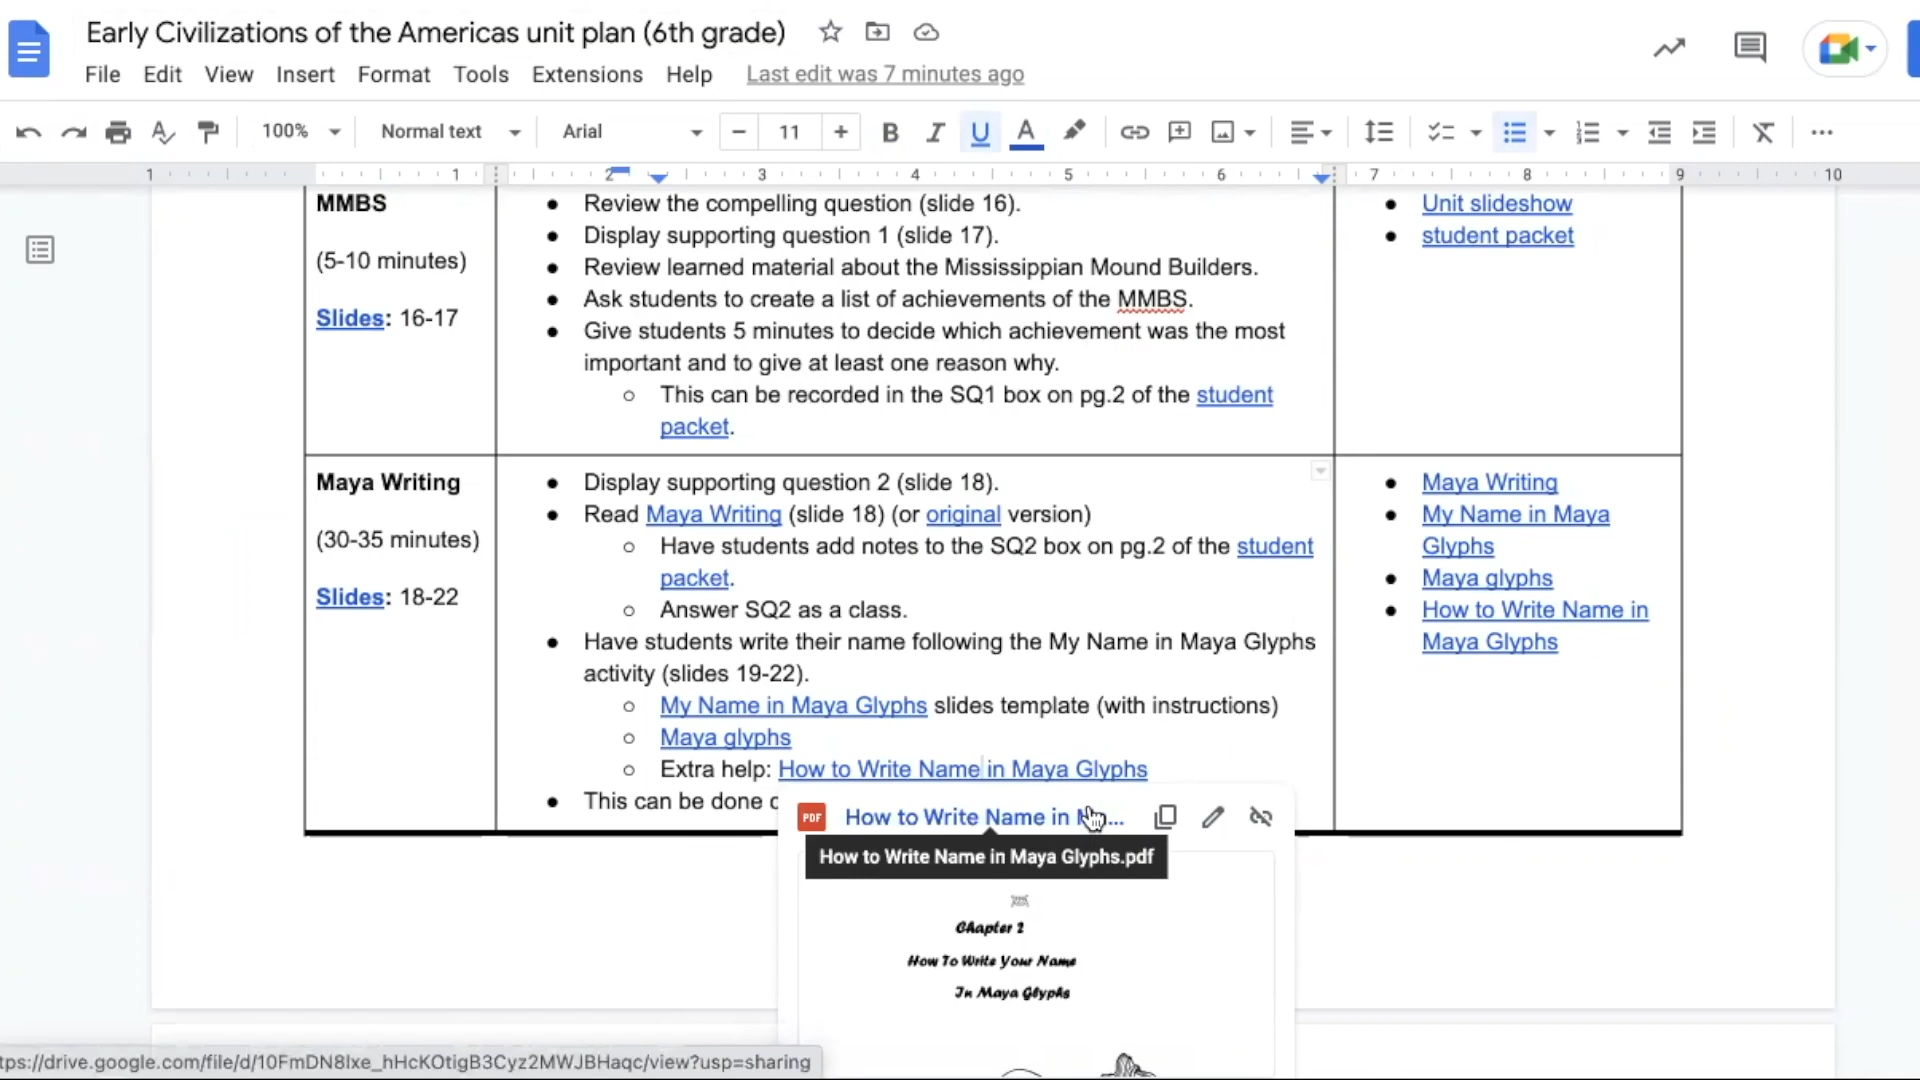 Early Civilizations of the Americas unit plan (6th grade)
File Edit View Insert Format Tools Extensions Help Last edit was 7 minutes ago
100% Normal text Arial − 11 + B I U A
1 1 2 3 4 5 6 7 8 9 10
MMBS
(5-10 minutes)
Slides: 16-17
● Review the compelling question (slide 16).
● Display supporting question 1 (slide 17).
● Review learned material about the Mississippian Mound Builders.
● Ask students to create a list of achievements of the MMBS.
● Give students 5 minutes to decide which achievement was the most
important and to give at least one reason why.
○ This can be recorded in the SQ1 box on pg.2 of the student
packet.
● Unit slideshow
● student packet
Maya Writing
(30-35 minutes)
Slides: 18-22
● Display supporting question 2 (slide 18).
● Read Maya Writing (slide 18) (or original version)
○ Have students add notes to the SQ2 box on pg.2 of the student
packet.
○ Answer SQ2 as a class.
● Have students write their name following the My Name in Maya Glyphs
activity (slides 19-22).
○ My Name in Maya Glyphs slides template (with instructions)
○ Maya glyphs
○ Extra help: How to Write Name in Maya Glyphs
● This can be done
● Maya Writing
● My Name in Maya
Glyphs
● Maya glyphs
● How to Write Name in
Maya Glyphs
PDF How to Write Name in M...
How to Write Name in Maya Glyphs.pdf
Chapter 2
How To Write Your Name
In Maya Glyphs
tps://drive.google.com/file/d/10FmDN8lxe_hHcKOtigB3Cyz2MWJBHaqc/view?usp=sharing